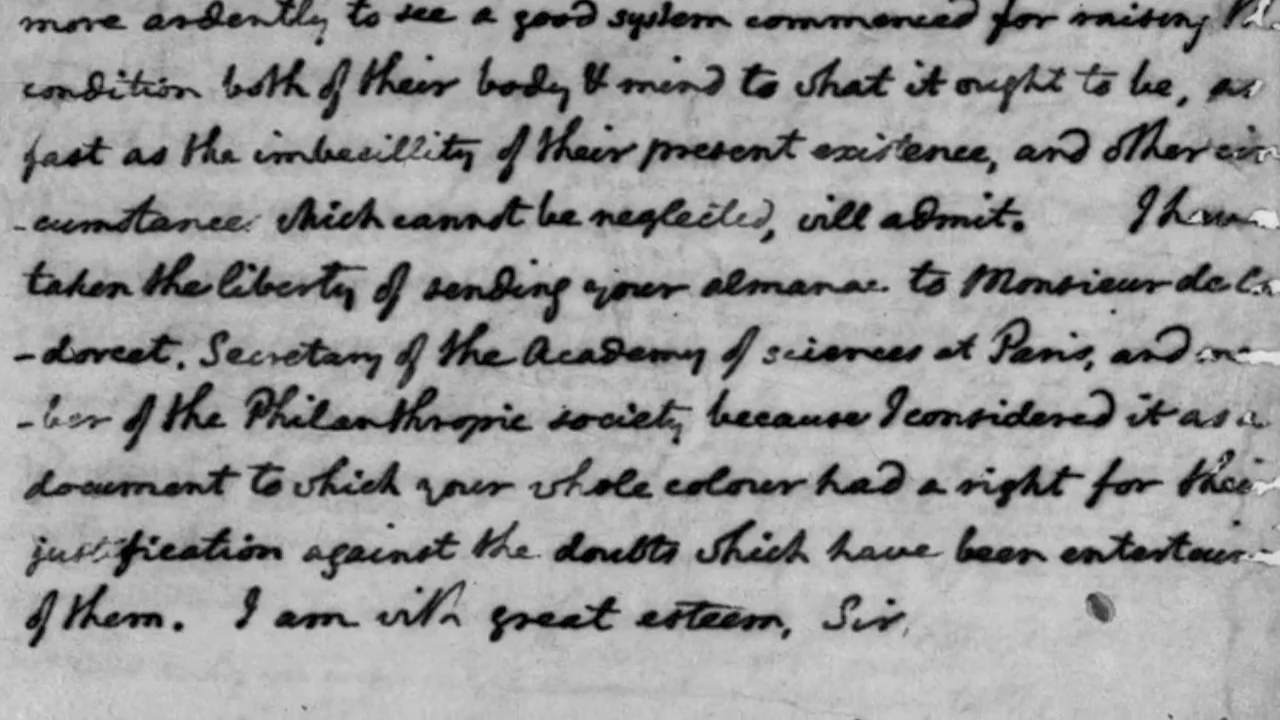 more ardently to see a good system commenced for raising the
condition both of their body & mind to what it ought to be, as
fast as the imbecillity of their present existence, and other cir
-cumstance which cannot be neglected, will admit. I have
taken the liberty of sending your almanac to Monsieur de Con
-dorcet, Secretary of the Academy of sciences at Paris, and mem
-ber of the Philanthropic society because I considered it as a
document to which your whole colour had a right for their
justification against the doubts which have been entertain
of them. I am with great esteem, Sir,